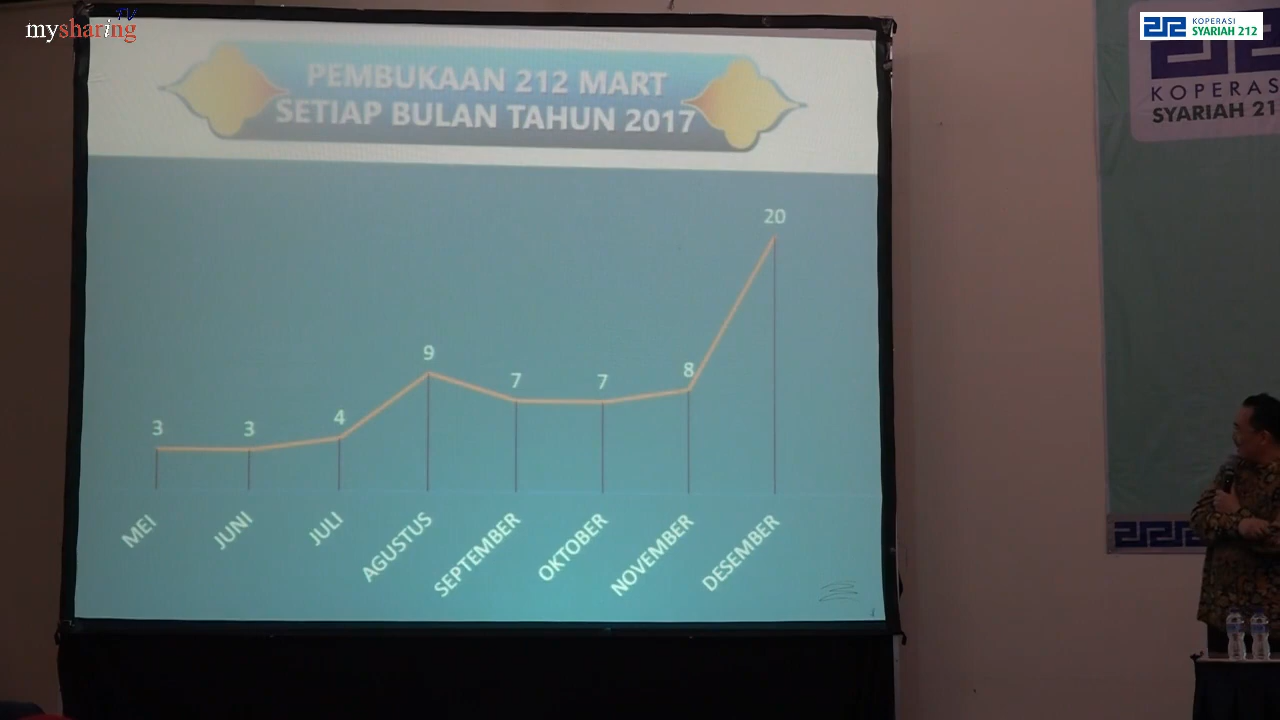 mysharing
TV
KOPERASI
SYARIAH 212
PEMBUKAAN 212 MART
SETIAP BULAN TAHUN 2017
KOPERAS
SYARIAH 21
20
9
7
7
8
3
3
4
MEI
JUNI
JULI
AGUSTUS
SEPTEMBER
OKTOBER
NOVEMBER
DESEMBER